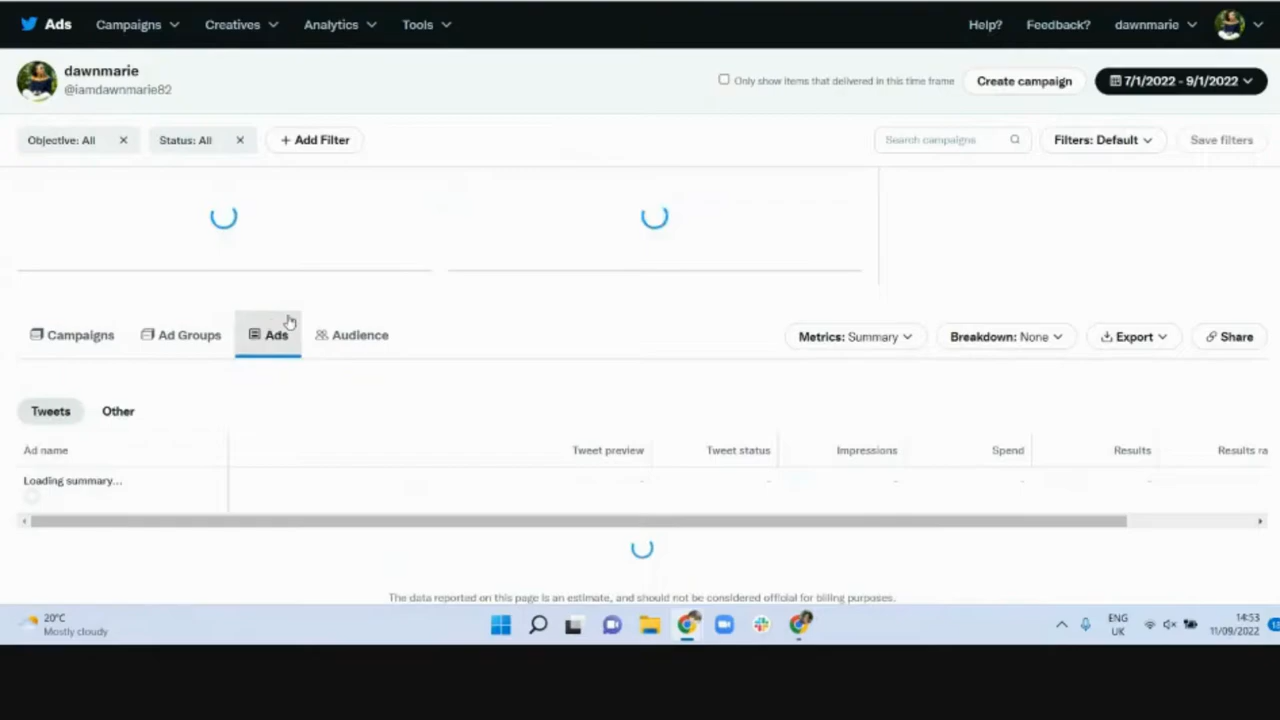 Ads Campaigns Creatives Analytics Tools Help? Feedback? dawnmarie
dawnmarie
@iamdawnmarie82
Only show items that delivered in this time frame
Create campaign
7/1/2022 - 9/1/2022
Objective: All
Status: All
+ Add Filter
Search campaigns
Filters: Default
Save filters
Campaigns
Ad Groups
Ads
Audience
Metrics: Summary
Breakdown: None
Export
Share
Tweets
Other
Ad name Tweet preview Tweet status Impressions Spend Results Results ra
Loading summary... - - - - -
The data reported on this page is an estimate, and should not be considered official for billing purposes.
20°C
Mostly cloudy
ENG
UK
14:53
11/09/2022